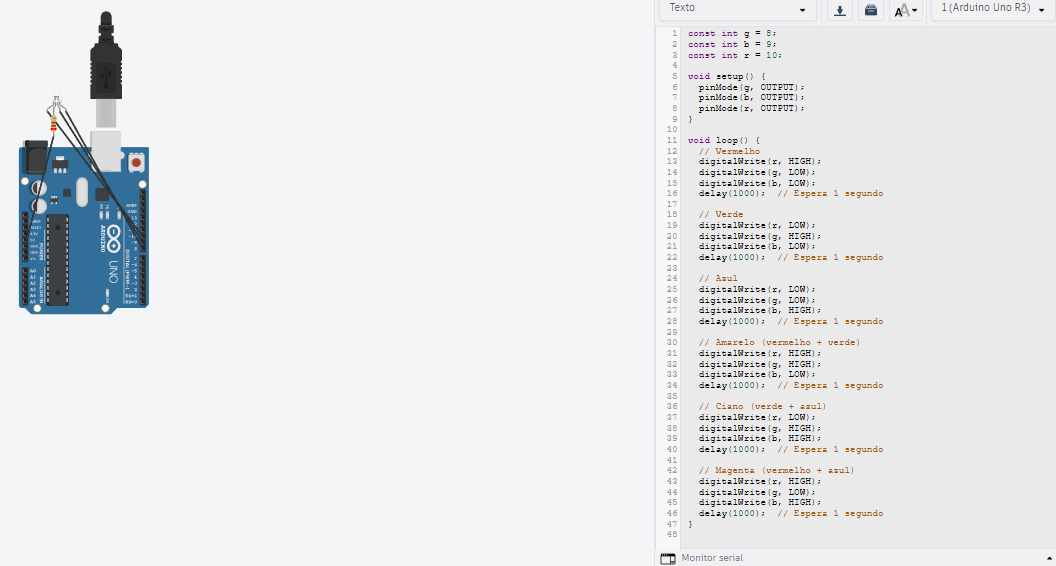 Texto
1 (Arduino Uno R3)
1 const int g = 8;
2 const int b = 9;
3 const int r = 10;
4
5 void setup() {
6 pinMode(g, OUTPUT);
7 pinMode(b, OUTPUT);
8 pinMode(r, OUTPUT);
9 }
10
11 void loop() {
12 // Vermelho
13 digitalWrite(r, HIGH);
14 digitalWrite(g, LOW);
15 digitalWrite(b, LOW);
16 delay(1000); // Espera 1 segundo
17
18 // Verde
19 digitalWrite(r, LOW);
20 digitalWrite(g, HIGH);
21 digitalWrite(b, LOW);
22 delay(1000); // Espera 1 segundo
23
24 // Azul
25 digitalWrite(r, LOW);
26 digitalWrite(g, LOW);
27 digitalWrite(b, HIGH);
28 delay(1000); // Espera 1 segundo
29
30 // Amarelo (vermelho + verde)
31 digitalWrite(r, HIGH);
32 digitalWrite(g, HIGH);
33 digitalWrite(b, LOW);
34 delay(1000); // Espera 1 segundo
35
36 // Ciano (verde + azul)
37 digitalWrite(r, LOW);
38 digitalWrite(g, HIGH);
39 digitalWrite(b, HIGH);
40 delay(1000); // Espera 1 segundo
41
42 // Magenta (vermelho + azul)
43 digitalWrite(r, HIGH);
44 digitalWrite(g, LOW);
45 digitalWrite(b, HIGH);
46 delay(1000); // Espera 1 segundo
47 }
48
Monitor serial
ARDUINO
UNO
AREF
GND
A0
A1
A2
A3
A4
A5